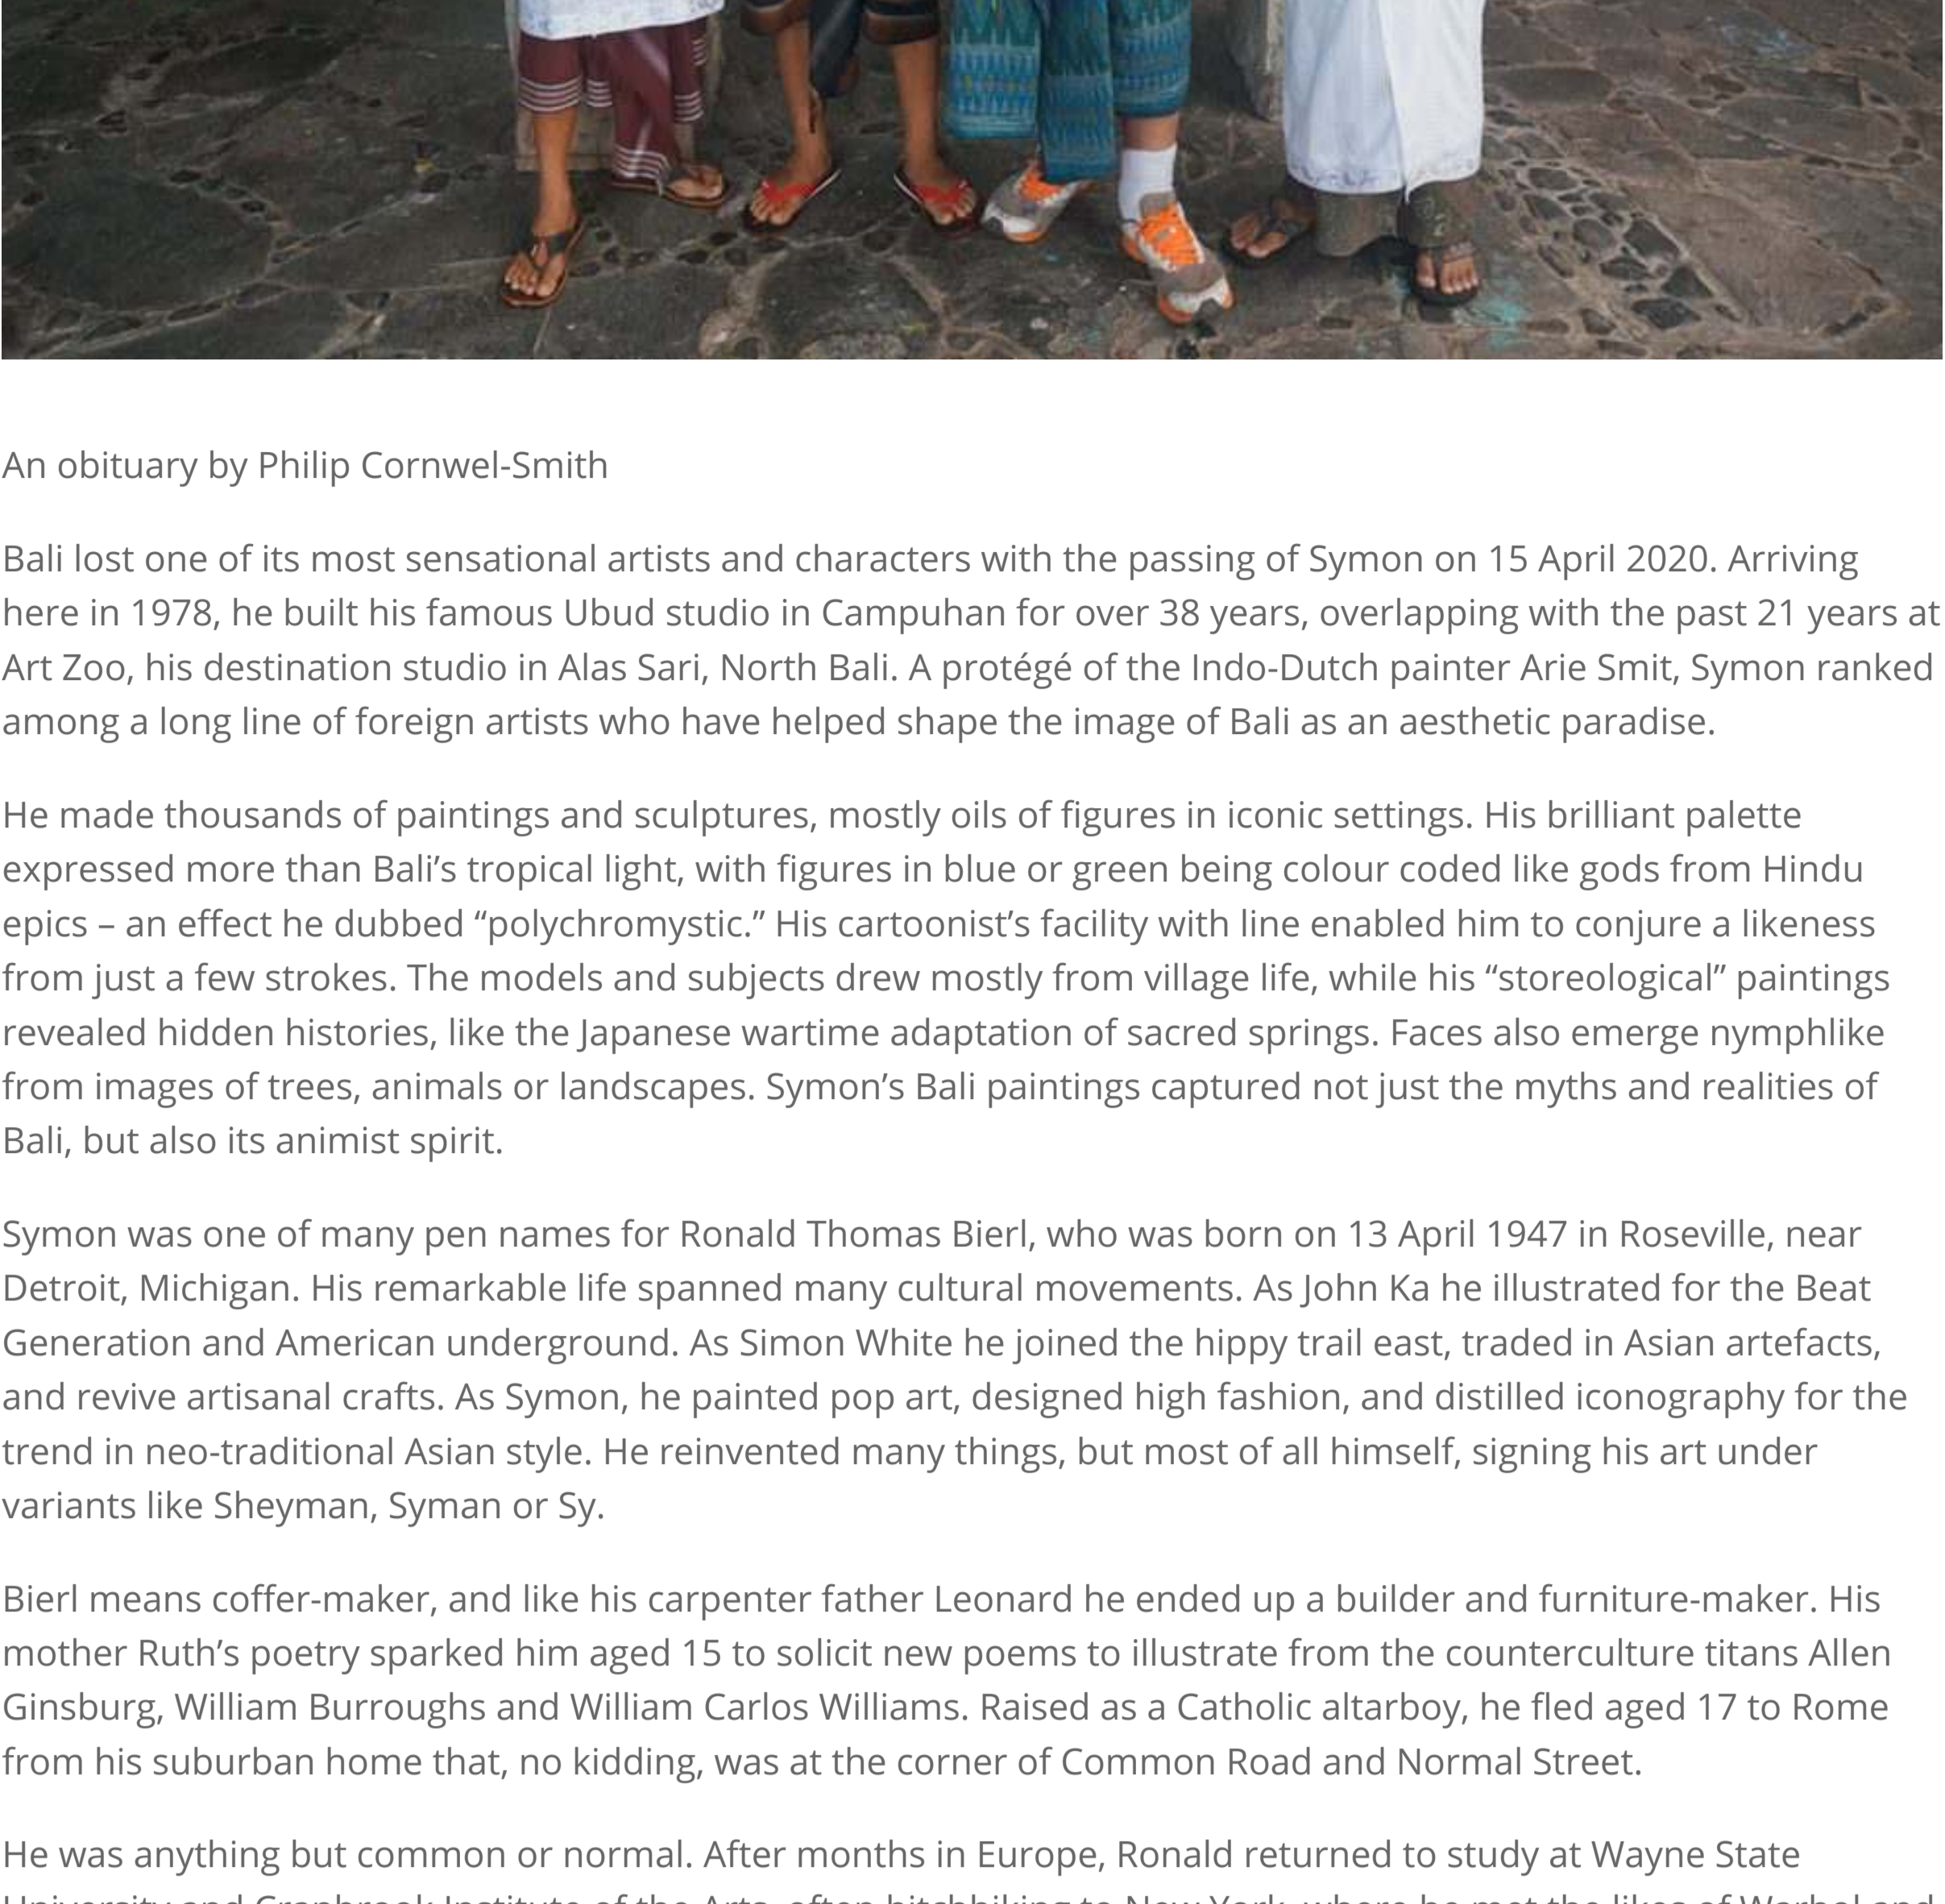 An obituary by Philip Cornwel-Smith
Bali lost one of its most sensational artists and characters with the passing of Symon on 15 April 2020. Arriving
here in 1978, he built his famous Ubud studio in Campuhan for over 38 years, overlapping with the past 21 years at
Art Zoo, his destination studio in Alas Sari, North Bali. A protégé of the Indo-Dutch painter Arie Smit, Symon ranked
among a long line of foreign artists who have helped shape the image of Bali as an aesthetic paradise.
He made thousands of paintings and sculptures, mostly oils of figures in iconic settings. His brilliant palette
expressed more than Bali’s tropical light, with figures in blue or green being colour coded like gods from Hindu
epics – an effect he dubbed “polychromystic.” His cartoonist’s facility with line enabled him to conjure a likeness
from just a few strokes. The models and subjects drew mostly from village life, while his “storeological” paintings
revealed hidden histories, like the Japanese wartime adaptation of sacred springs. Faces also emerge nymphlike
from images of trees, animals or landscapes. Symon’s Bali paintings captured not just the myths and realities of
Bali, but also its animist spirit.
Symon was one of many pen names for Ronald Thomas Bierl, who was born on 13 April 1947 in Roseville, near
Detroit, Michigan. His remarkable life spanned many cultural movements. As John Ka he illustrated for the Beat
Generation and American underground. As Simon White he joined the hippy trail east, traded in Asian artefacts,
and revive artisanal crafts. As Symon, he painted pop art, designed high fashion, and distilled iconography for the
trend in neo-traditional Asian style. He reinvented many things, but most of all himself, signing his art under
variants like Sheyman, Syman or Sy.
Bierl means coffer-maker, and like his carpenter father Leonard he ended up a builder and furniture-maker. His
mother Ruth’s poetry sparked him aged 15 to solicit new poems to illustrate from the counterculture titans Allen
Ginsburg, William Burroughs and William Carlos Williams. Raised as a Catholic altarboy, he fled aged 17 to Rome
from his suburban home that, no kidding, was at the corner of Common Road and Normal Street.
He was anything but common or normal. After months in Europe, Ronald returned to study at Wayne State
University and Cranbrook Institute of the Arts, often hitchhiking to New York, where he met the likes of Warhol and